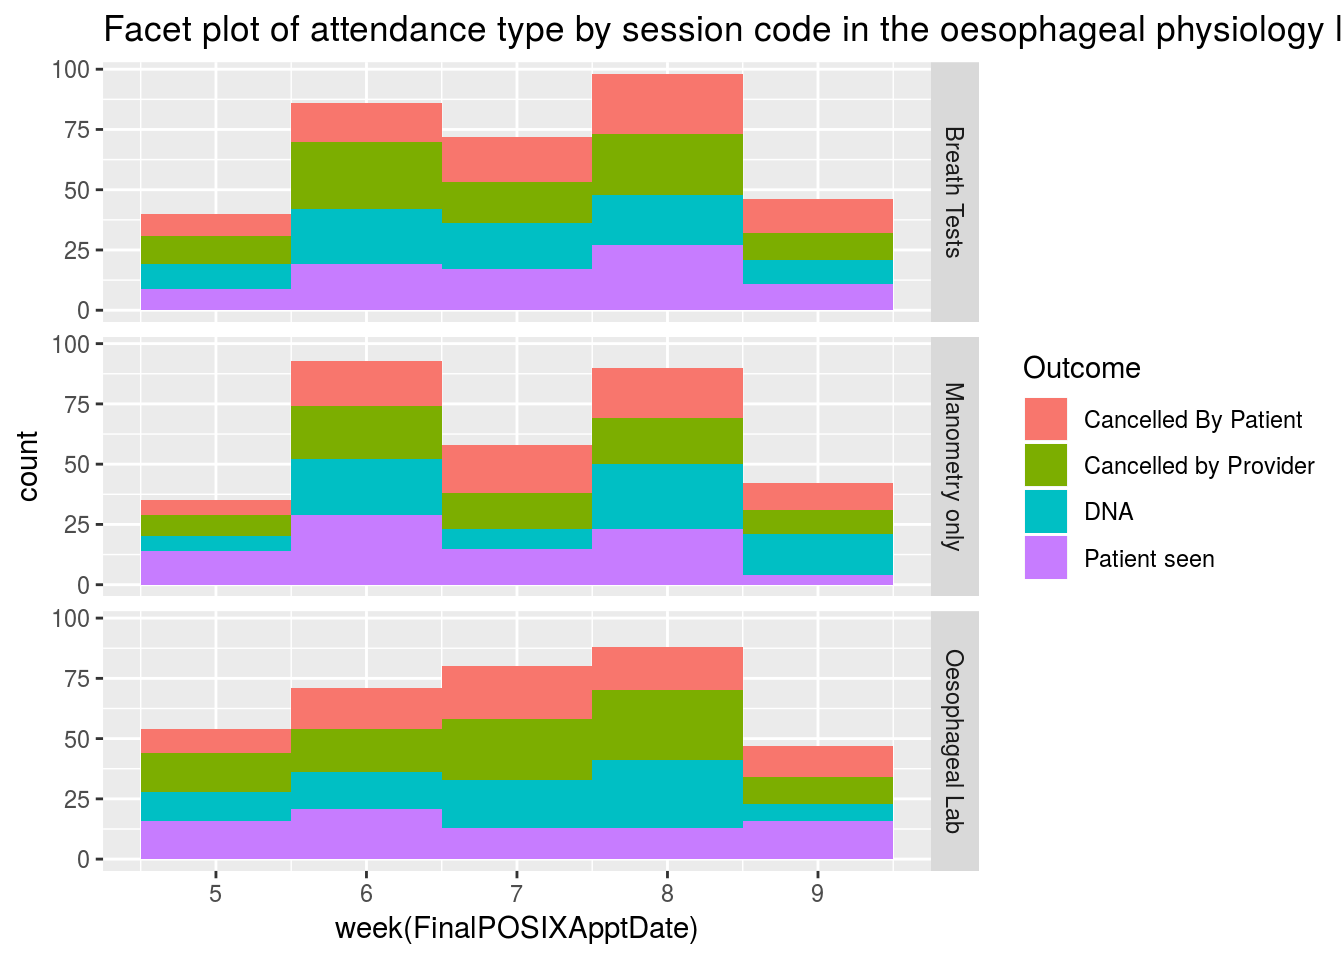 Facet plot of attendance type by session code in the oesophageal physiology
100
75
50
25
0
Breath Tests
100
75
50
25
0
Manometry only
100
75
50
25
0
Oesophageal Lab
count
5 6 7 8 9
week(FinalPOSIXApptDate)
Outcome
Cancelled By Patient
Cancelled by Provider
DNA
Patient seen